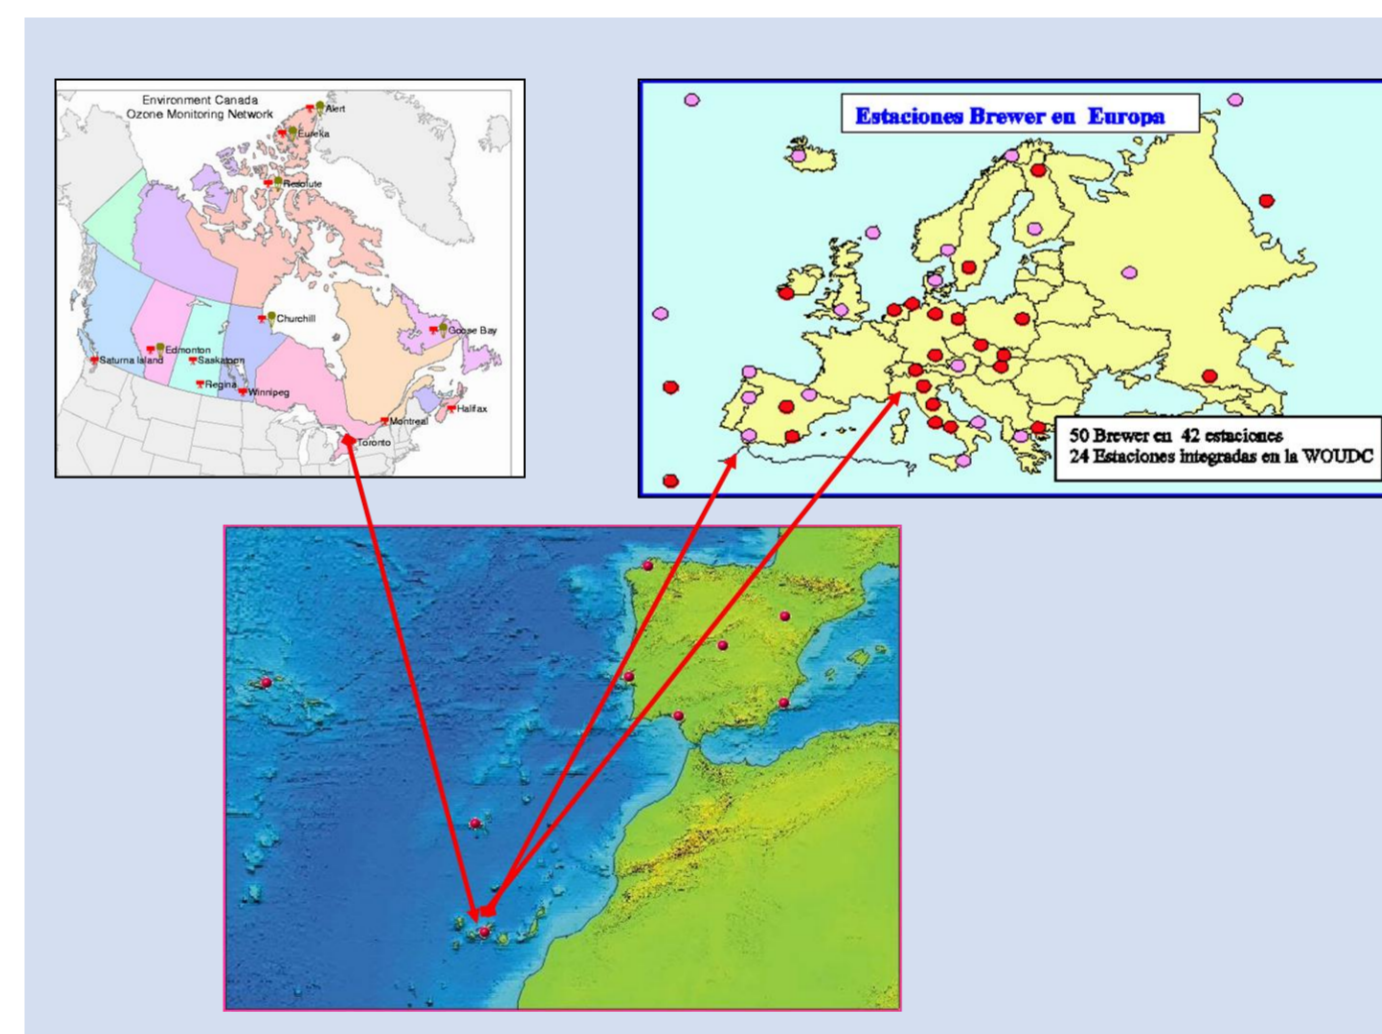 Environment Canada
Ozone Monitoring Network
Alert
Eureka
Resolute
Churchill
Goose Bay
Edmonton
Saturna Island
Saskatoon
Regina
Winnipeg
Halifax
Montreal
Toronto
Estaciones Brewer en Europa
50 Brewer en 42 estaciones
24 Estaciones integradas en la WOUDC